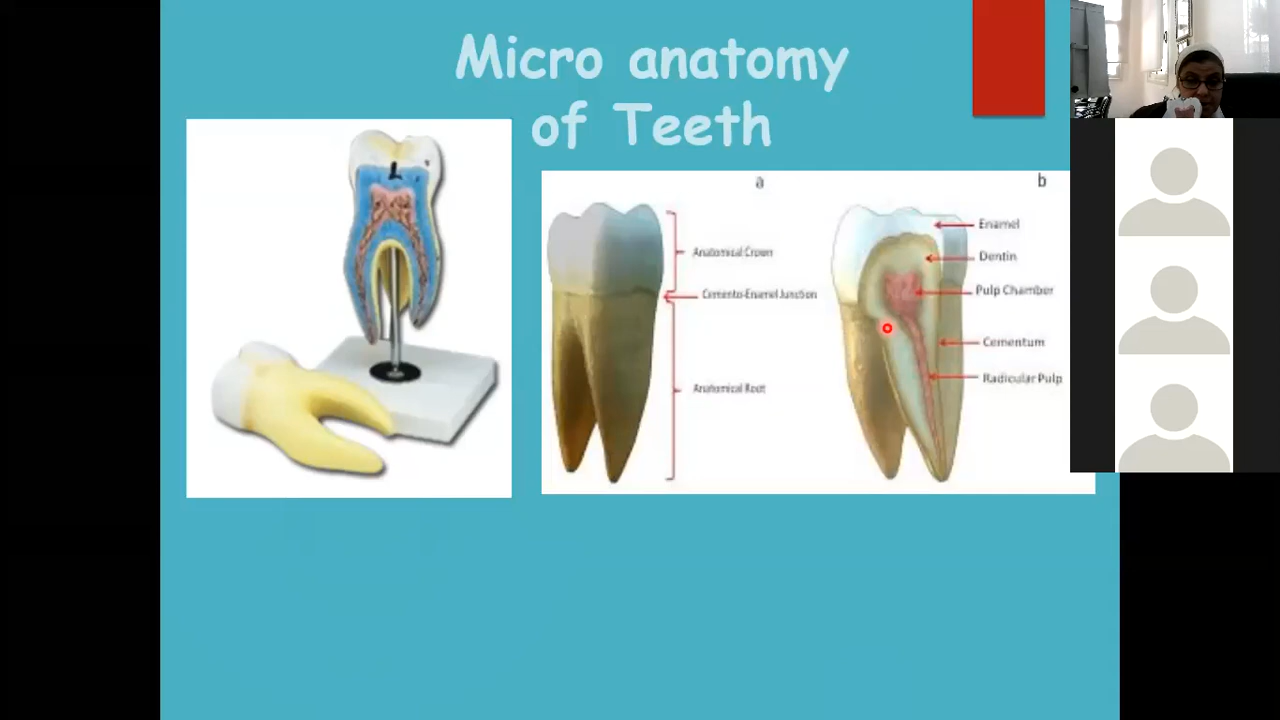 Micro anatomy
of Teeth
a
Anatomical Crown
Cemento-Enamel Junction
Anatomical Root
b
Enamel
Dentin
Pulp Chamber
Cementum
Radicular Pulp